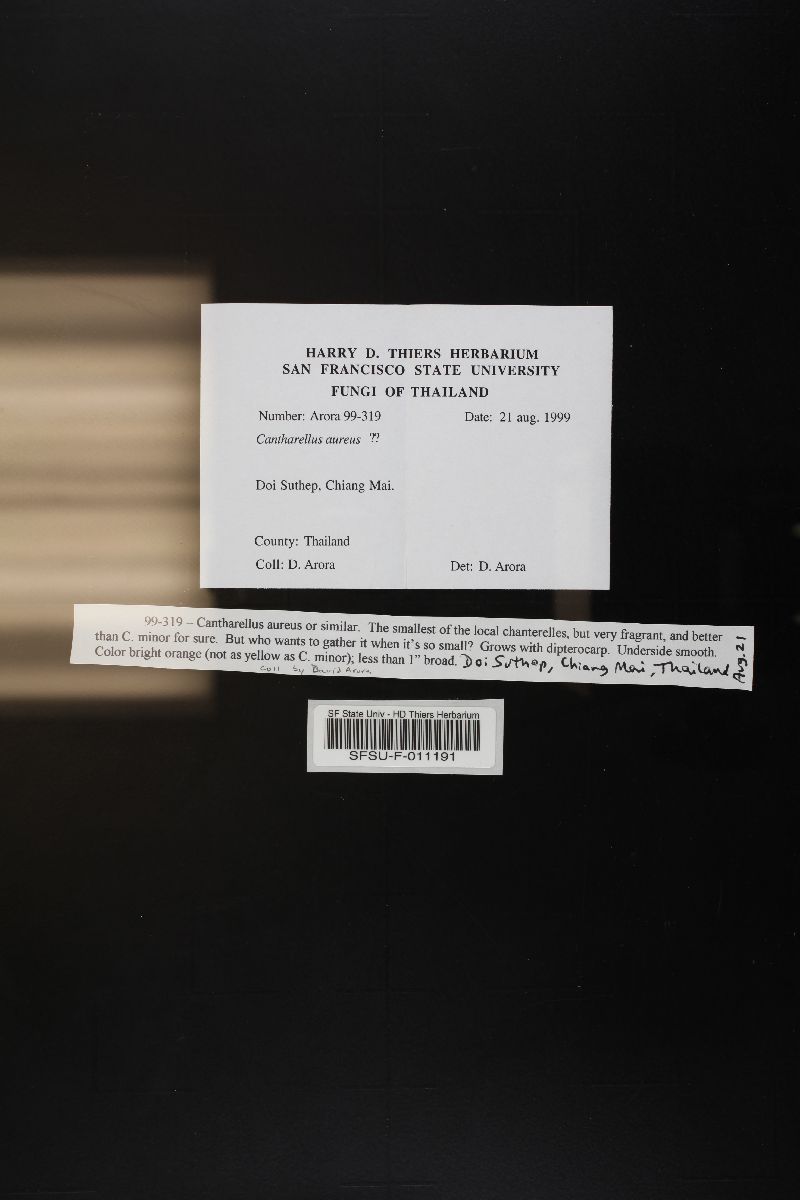 HARRY D. THIERS HERBARIUM
SAN FRANCISCO STATE UNIVERSITY
FUNGI OF THAILAND
Number: Arora 99-319 Date: 21 aug. 1999
Cantharellus aureus ??
Doi Suthep, Chiang Mai.
County: Thailand
Coll: D. Arora Det: D. Arora
99-319 – Cantharellus aureus or similar. The smallest of the local chanterelles, but very fragrant, and better
than C. minor for sure. But who wants to gather it when it's so small? Grows with dipterocarp. Underside smooth.
Color bright orange (not as yellow as C. minor); less than 1" broad. Doi Suthep, Chiang Mai, Thailand
Aug. 21
Coll by David Arora
SF State Univ - HD Thiers Herbarium
SFSU-F-011191